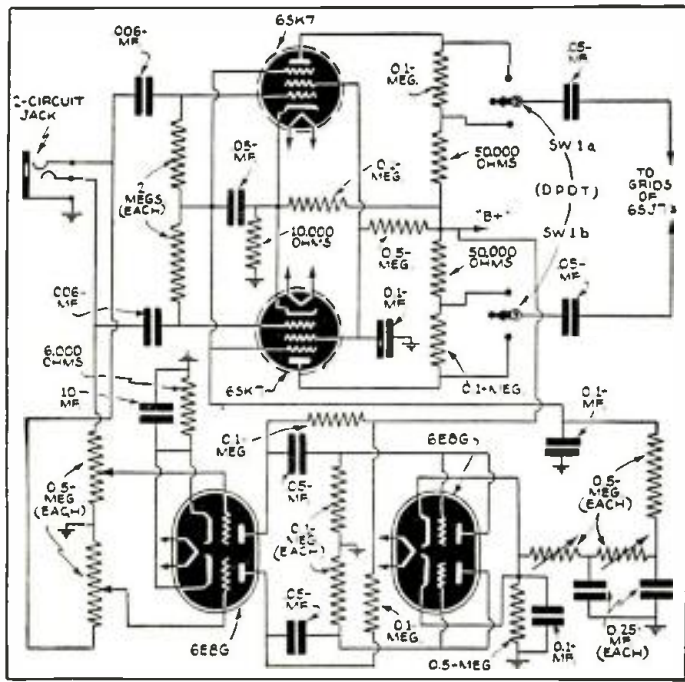 6SK7
.006-
MF
2-CIRCUIT
JACK
0.1-
MEG.
.05-
MF
50,000
OHMS
SW1a
(DPDT)
SW1b
TO
GRIDS
OF
6SJ7s
2
MEGS
(EACH)
.05-
MF
MEG.
10,000
OHMS
0.5-
MEG
"B+"
50,000
OHMS
.05-
MF
.006-
MF
0.1-
MF
6,000
OHMS
10
MF
6SK7
0.1-MEG
0.1-
MEG
6E8G
0.1-
MF
0.5-
MEG
(EACH)
.05-
MF
0.1-
MEG
(EACH)
0.5-
MEG
(EACH)
.05-
MF
6E8G
0.1-
MEG
0.5-MEG
0.1-
MF
0.25-
MF
(EACH)